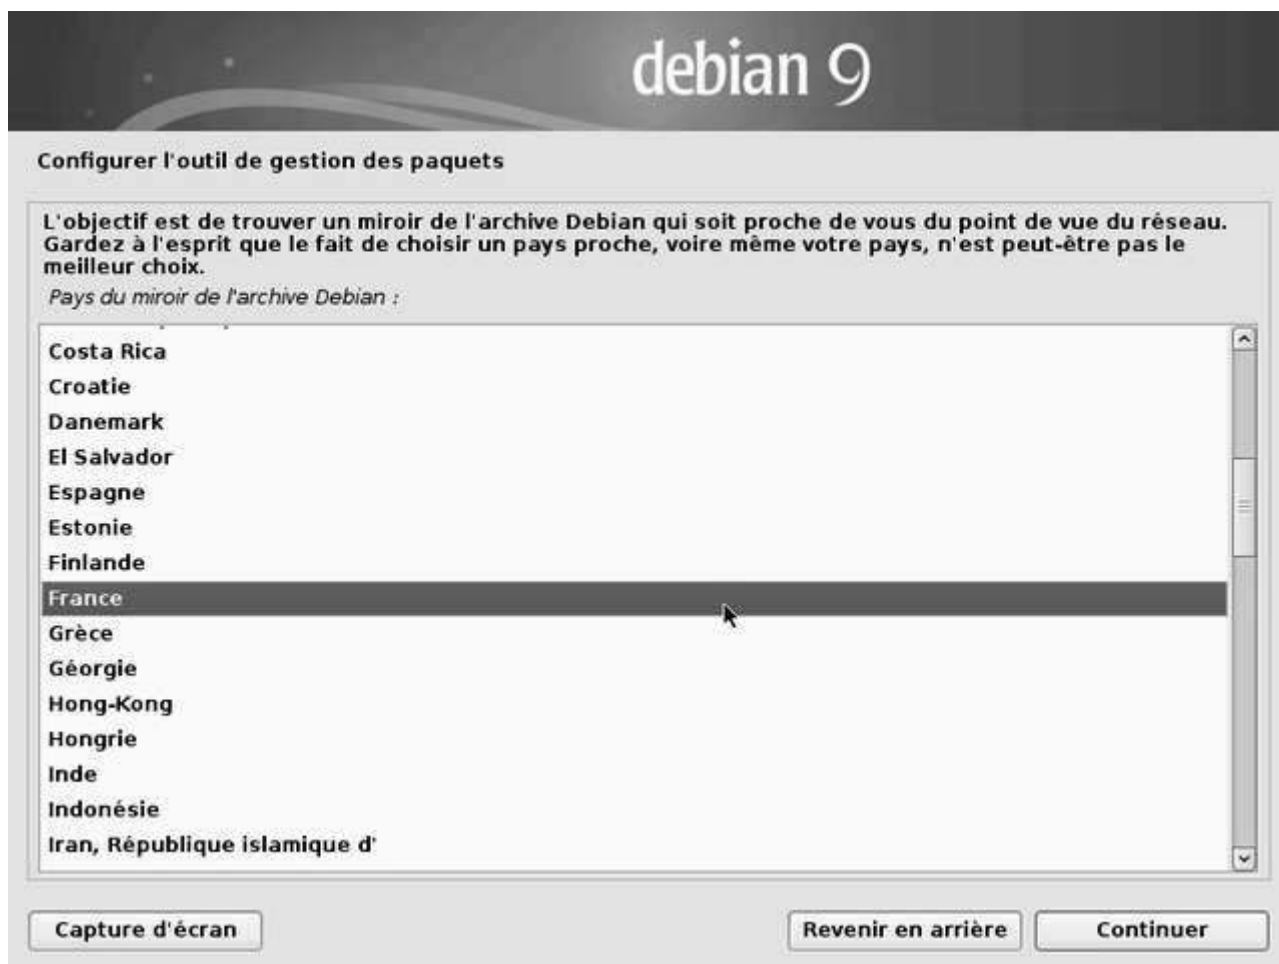 debian 9
Configurer l'outil de gestion des paquets
L'objectif est de trouver un miroir de l'archive Debian qui soit proche de vous du point de vue du réseau.
Gardez à l'esprit que le fait de choisir un pays proche, voire même votre pays, n'est peut-être pas le
meilleur choix.
Pays du miroir de l'archive Debian :
Costa Rica
Croatie
Danemark
El Salvador
Espagne
Estonie
Finlande
France
Grèce
Géorgie
Hong-Kong
Hongrie
Inde
Indonésie
Iran, République islamique d'
Capture d'écran
Revenir en arrière
Continuer